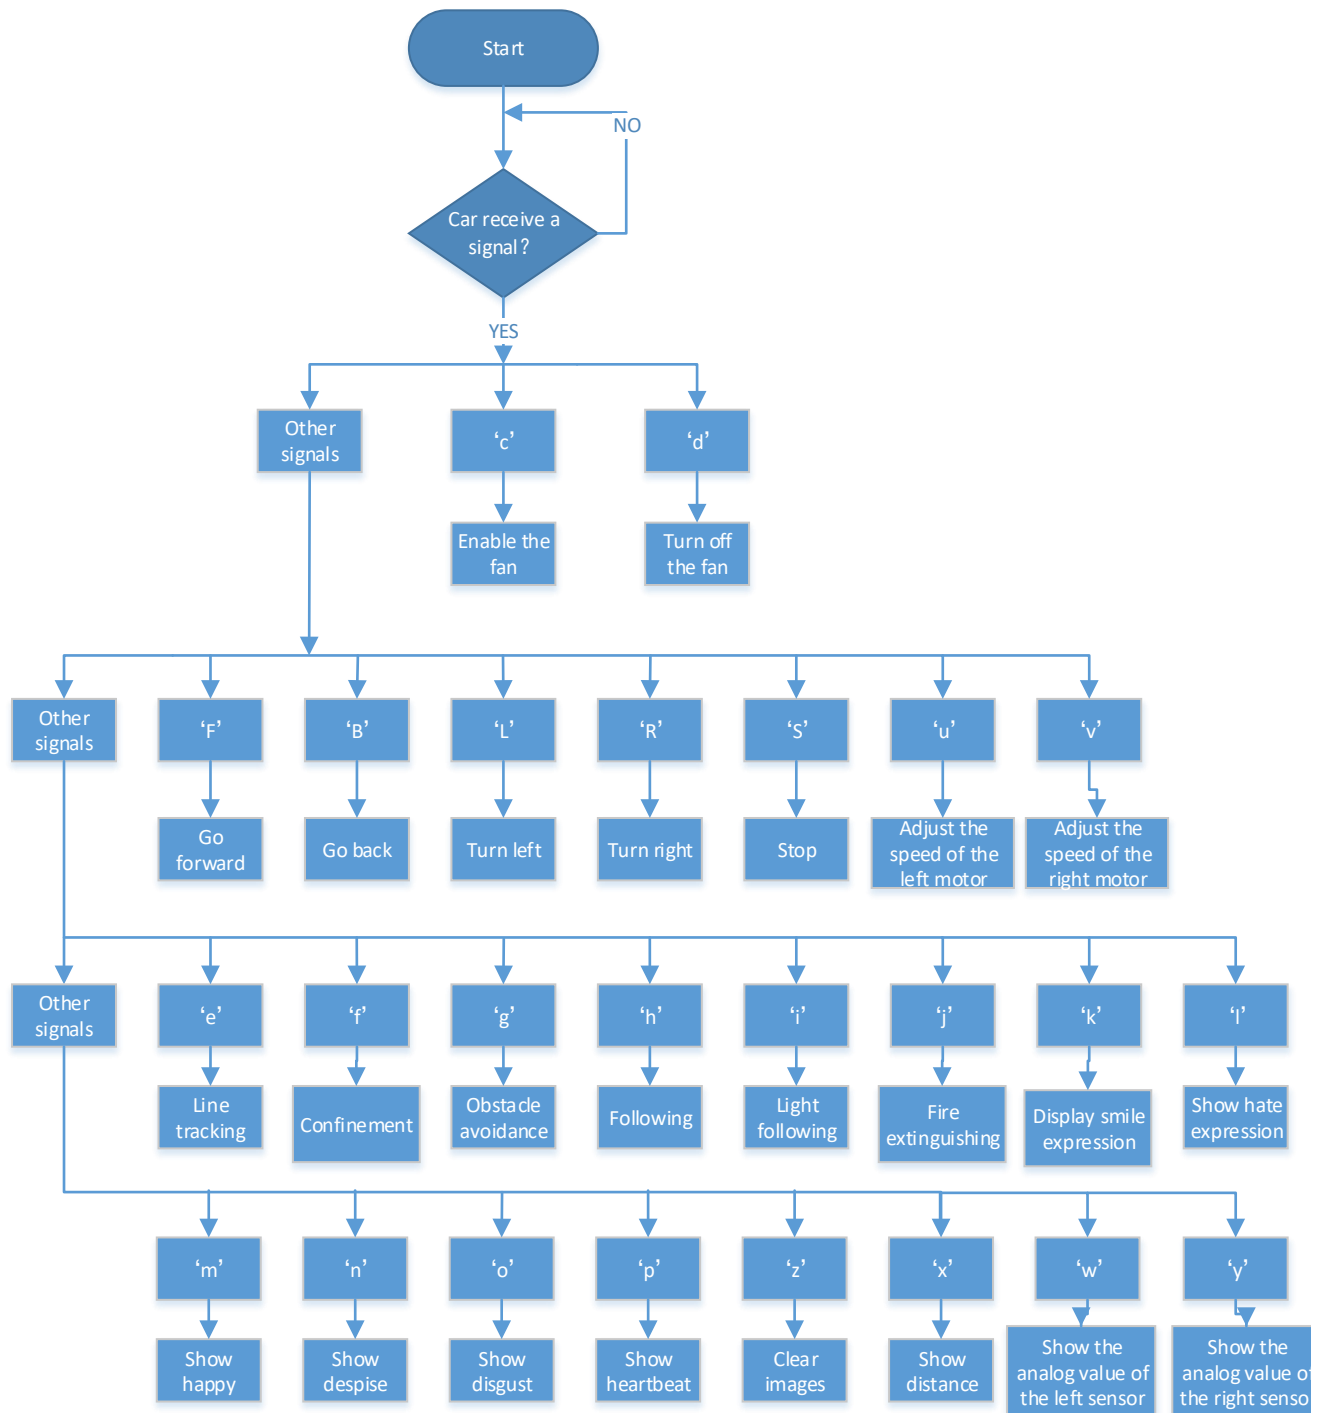 Start
NO
Car receive a
signal?
YES
Other
signals
‘c’
‘d’
Enable the
fan
Turn off
the fan
Other
signals
‘F’
‘B’
‘L’
‘R’
‘S’
‘u’
‘v’
Go
forward
Go back
Turn left
Turn right
Stop
Adjust the
speed of the
left motor
Adjust the
speed of the
right motor
Other
signals
‘e’
‘f’
‘g’
‘h’
‘i’
‘j’
‘k’
‘l’
Line
tracking
Confinement
Obstacle
avoidance
Following
Light
following
Fire
extinguishing
Display smile
expression
Show hate
expression
‘m’
‘n’
‘o’
‘p’
‘z’
‘x’
‘w’
‘y’
Show
happy
Show
despise
Show
disgust
Show
heartbeat
Clear
images
Show
distance
Show the
analog value of
the left sensor
Show the
analog value of
the right sensor